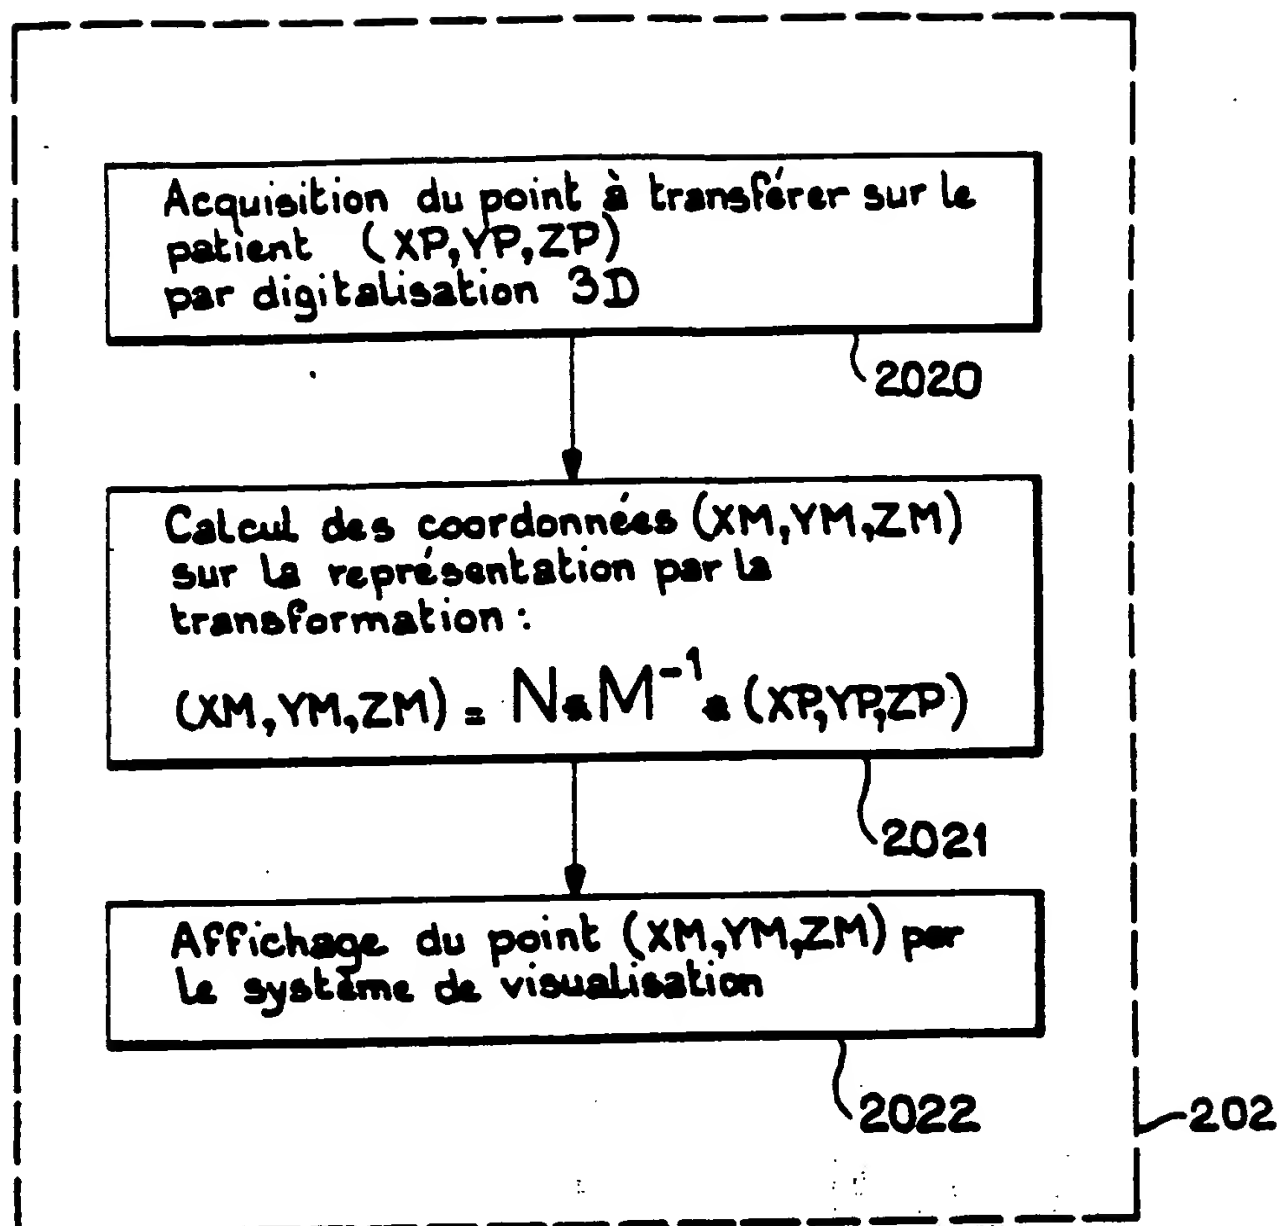 Acquisition du point à transférer sur le
patient (XP,YP,ZP)
par digitalisation 3D
2020
Calcul des coordonnées (XM,YM,ZM)
sur la représentation par la
transformation :
(XM,YM,ZM) = N * M⁻¹ * (XP,YP,ZP)
2021
Affichage du point (XM,YM,ZM) par
le système de visualisation
2022
202